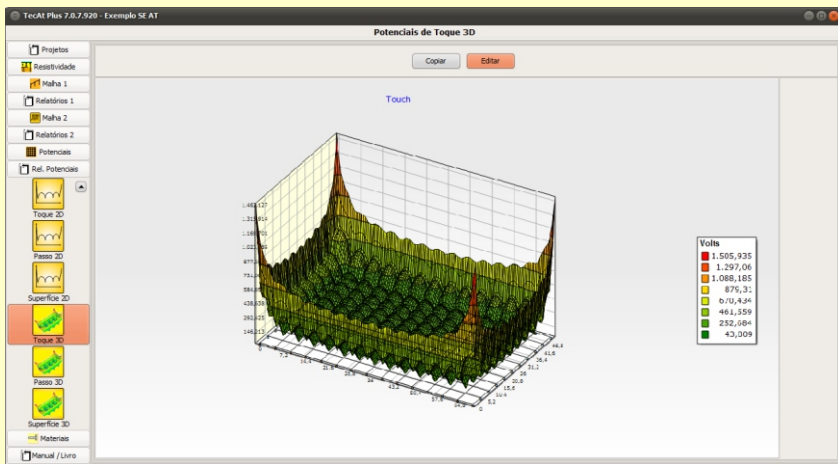 TecAt Plus 7.0.7.920 - Exemplo SE AT
Potenciais de Toque 3D
Projetos
Resistividade
Malha 1
Relatórios 1
Malha 2
Relatórios 2
Potenciais
Rel. Potenciais
Toque 2D
Passo 2D
Superfície 2D
Toque 3D
Passo 3D
Superfície 3D
Materiais
Manual / Livro
Copiar Editar
Touch
Volts
1.505,935
1.297,06
1.088,185
879,31
670,434
461,559
252,684
43,809